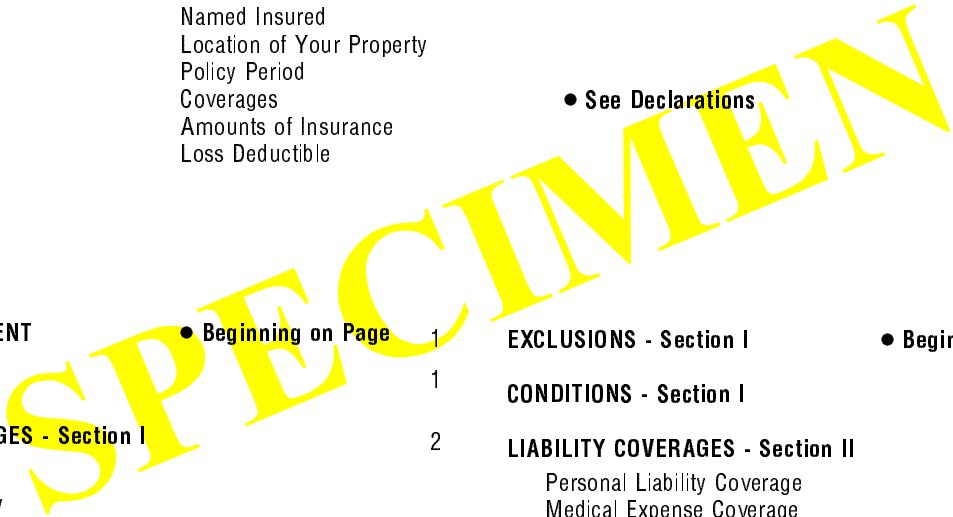 Named Insured
Location of Your Property
Policy Period
Coverages
• See Declarations
Amounts of Insurance
Loss Deductible
SPECIMEN
ENT • Beginning on Page 1
1
GES - Section I
2
EXCLUSIONS - Section I • Begin
CONDITIONS - Section I
LIABILITY COVERAGES - Section II
Personal Liability Coverage
Medical Expense Coverage